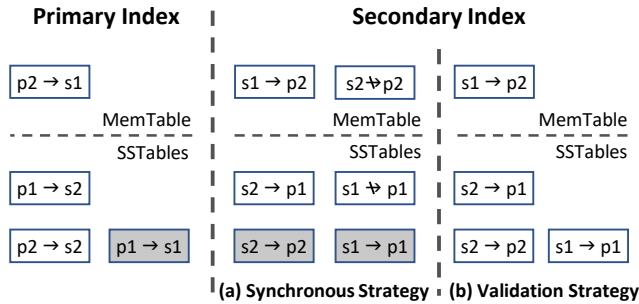 Primary Index
Secondary Index
p2 → s1
s1 → p2
s2 ↛ p2
s1 → p2
MemTable
MemTable
MemTable
SSTables
SSTables
SSTables
p1 → s2
s2 → p1
s1 ↛ p1
s2 → p1
p2 → s2
p1 → s1
s2 → p2
s1 → p1
s2 → p2
s1 → p1
(a) Synchronous Strategy
(b) Validation Strategy